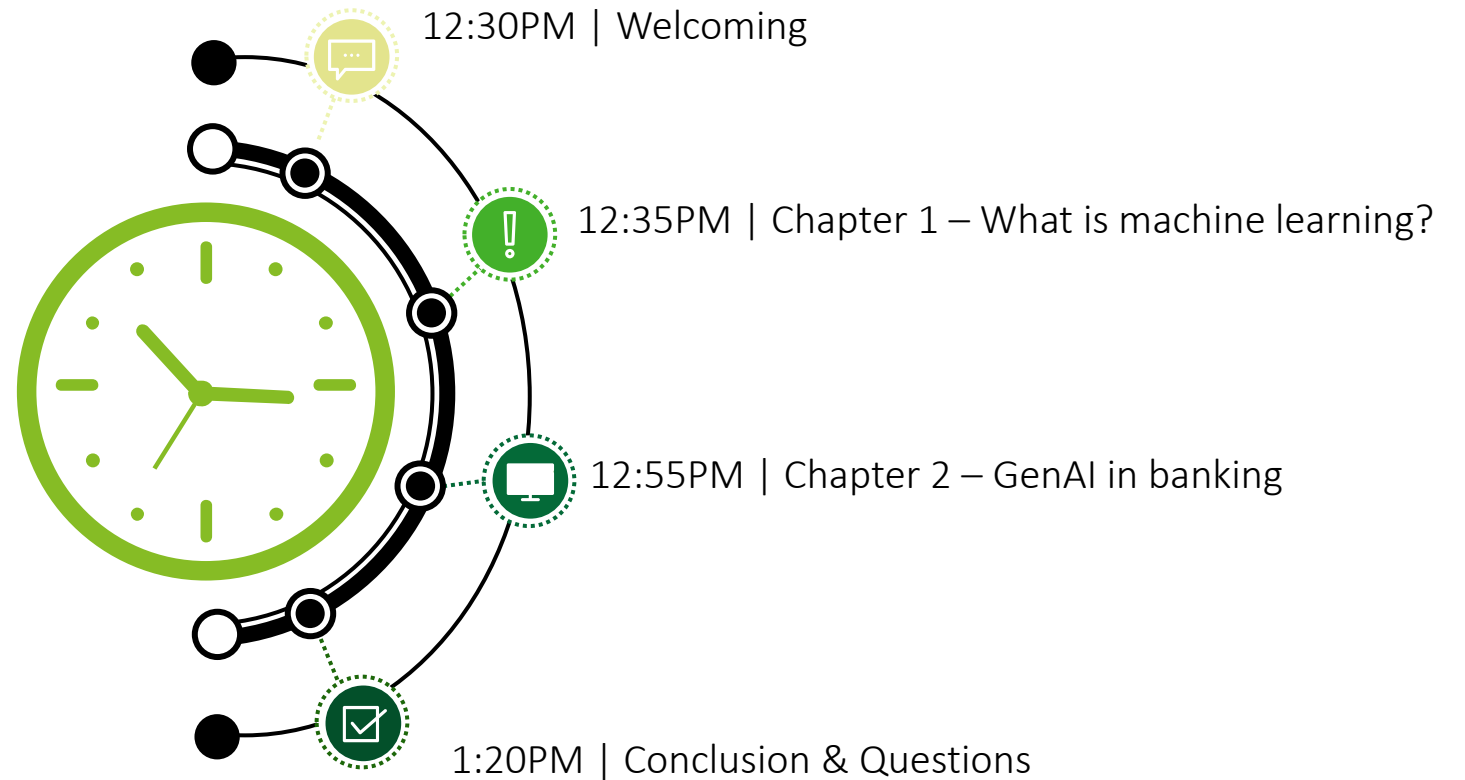 12:30PM | Welcoming
12:35PM | Chapter 1 – What is machine learning?
12:55PM | Chapter 2 – GenAI in banking
1:20PM | Conclusion & Questions